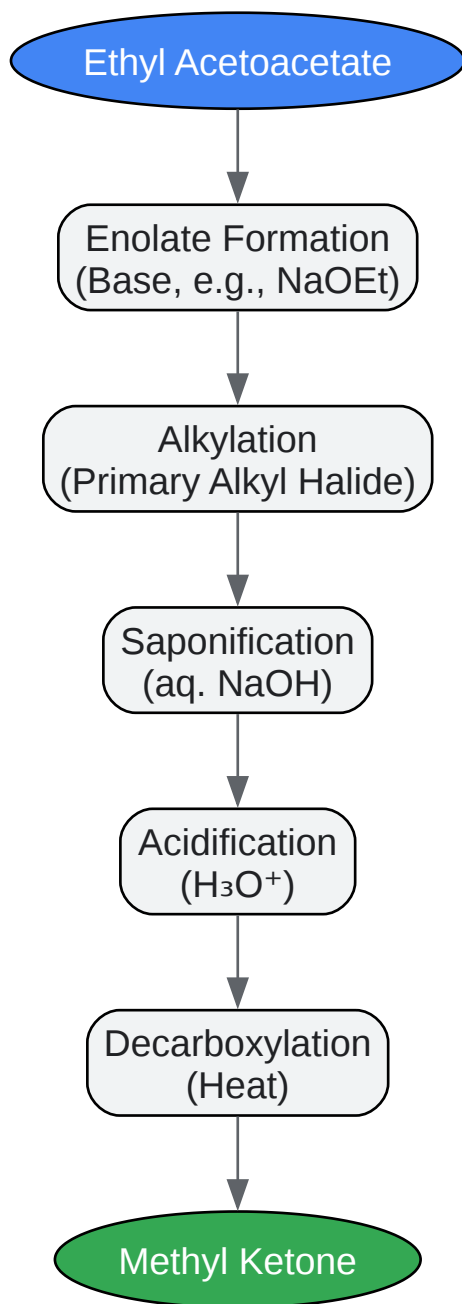 Ethyl Acetoacetate
Enolate Formation
(Base, e.g., NaOEt)
Alkylation
(Primary Alkyl Halide)
Saponification
(aq. NaOH)
Acidification
(H₃O⁺)
Decarboxylation
(Heat)
Methyl Ketone